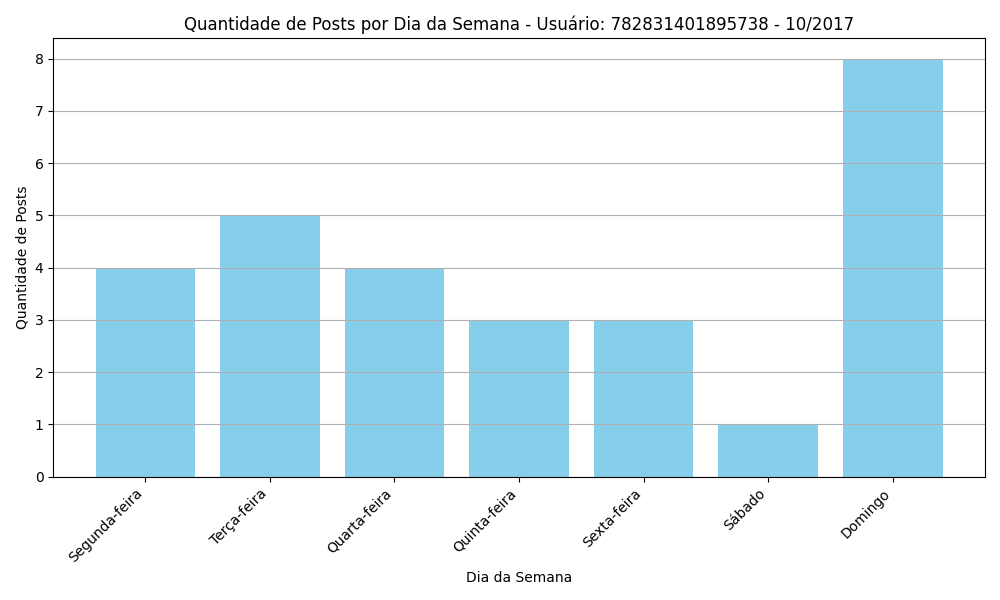 Quantidade de Posts por Dia da Semana - Usuário: 782831401895738 - 10/2017
Quantidade de Posts
8
7
6
5
4
3
2
1
0
Segunda-feira
Terça-feira
Quarta-feira
Quinta-feira
Sexta-feira
Sábado
Domingo
Dia da Semana